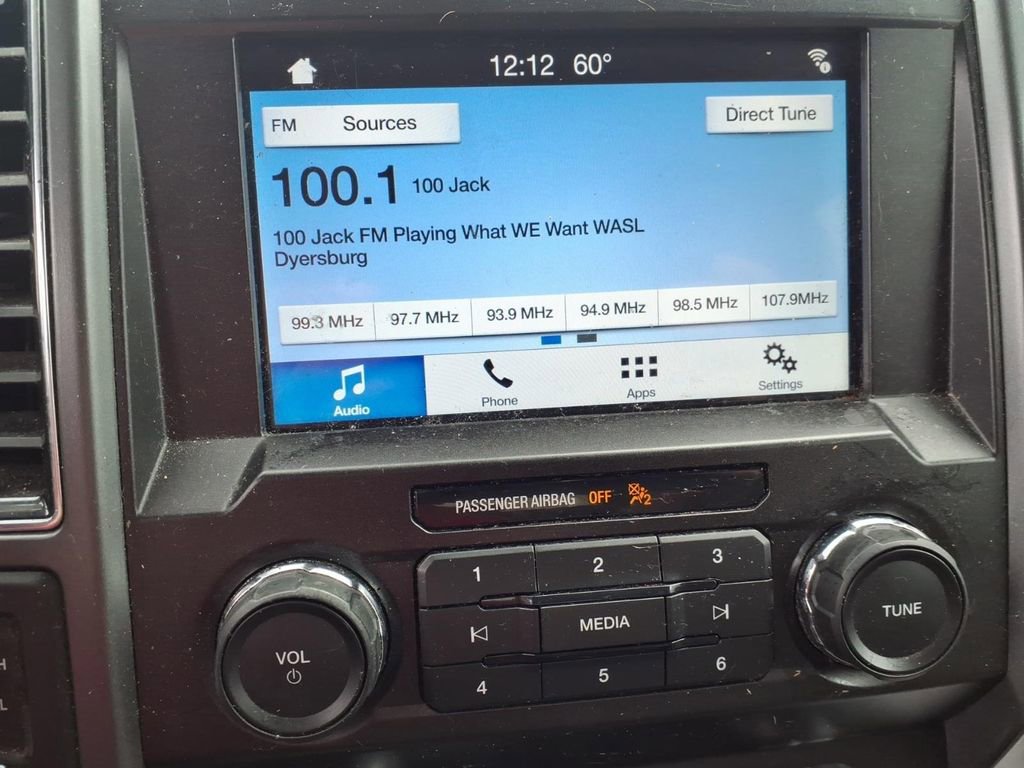 12:12 60°
FM Sources
Direct Tune
100.1 100 Jack
100 Jack FM Playing What WE Want WASL
Dyersburg
99.3 MHz 97.7 MHz 93.9 MHz 94.9 MHz 98.5 MHz 107.9MHz
Audio Phone Apps Settings
PASSENGER AIRBAG OFF 2
1 2 3
VOL
MEDIA
TUNE
4 5 6
H
L